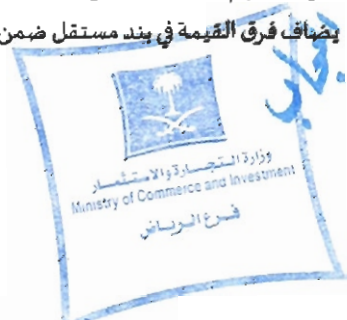 يضاف فرق القيمة في بند مستقل ضمن
وزارة التجارة والاستثمار
Ministry of Commerce and Investment
فرع الرياض